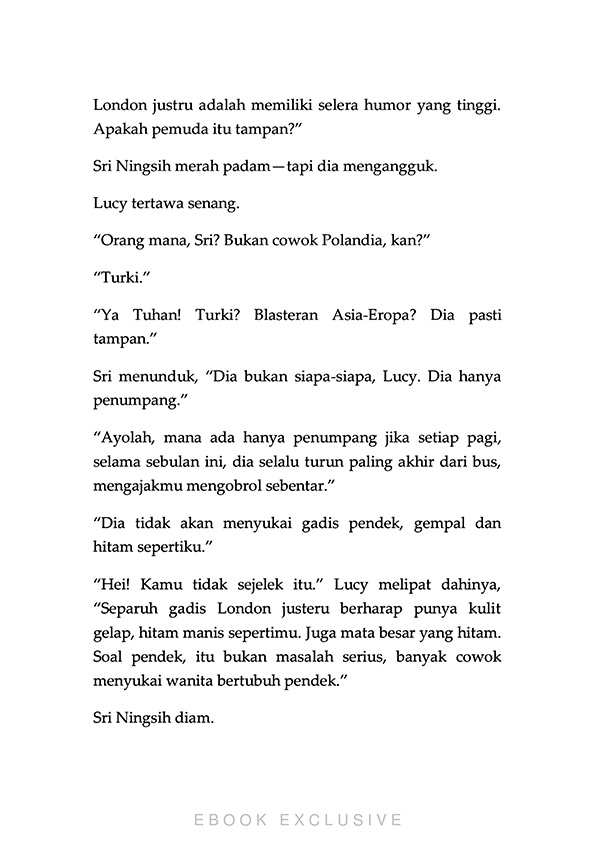 London justru adalah memiliki selera humor yang tinggi.
Apakah pemuda itu tampan?”
Sri Ningsih merah padam—tapi dia mengangguk.
Lucy tertawa senang.
“Orang mana, Sri? Bukan cowok Polandia, kan?”
“Turki.”
“Ya Tuhan! Turki? Blasteran Asia-Eropa? Dia pasti
tampan.”
Sri menunduk, “Dia bukan siapa-siapa, Lucy. Dia hanya
penumpang.”
“Ayolah, mana ada hanya penumpang jika setiap pagi,
selama sebulan ini, dia selalu turun paling akhir dari bus,
mengajakmu mengobrol sebentar.”
“Dia tidak akan menyukai gadis pendek, gempal dan
hitam sepertiku.”
“Hei! Kamu tidak sejelek itu.” Lucy melipat dahinya,
“Separuh gadis London justeru berharap punya kulit
gelap, hitam manis sepertimu. Juga mata besar yang hitam.
Soal pendek, itu bukan masalah serius, banyak cowok
menyukai wanita bertubuh pendek.”
Sri Ningsih diam.
EBOOK EXCLUSIVE